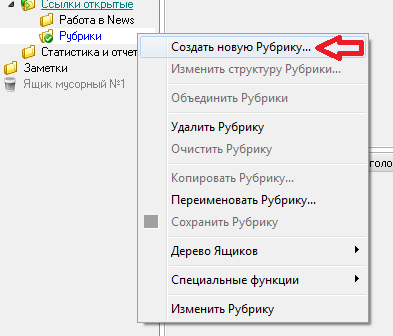 Ссылки открытые
Работа в News
Рубрики
Статистика и отчет
Заметки
Ящик мусорный №1
Создать новую Рубрику...
Изменить структуру Рубрики...
Объединить Рубрики
Удалить Рубрику
Очистить Рубрику
Копировать Рубрику...
Переименовать Рубрику...
Сохранить Рубрику
Дерево Ящиков
Специальные функции
Изменить Рубрику
голо